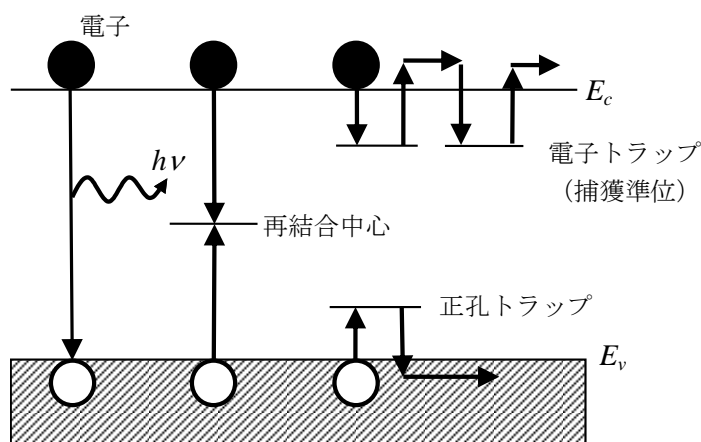 電子
E_c
hν
電子トラップ
(捕獲準位)
再結合中心
正孔トラップ
E_v